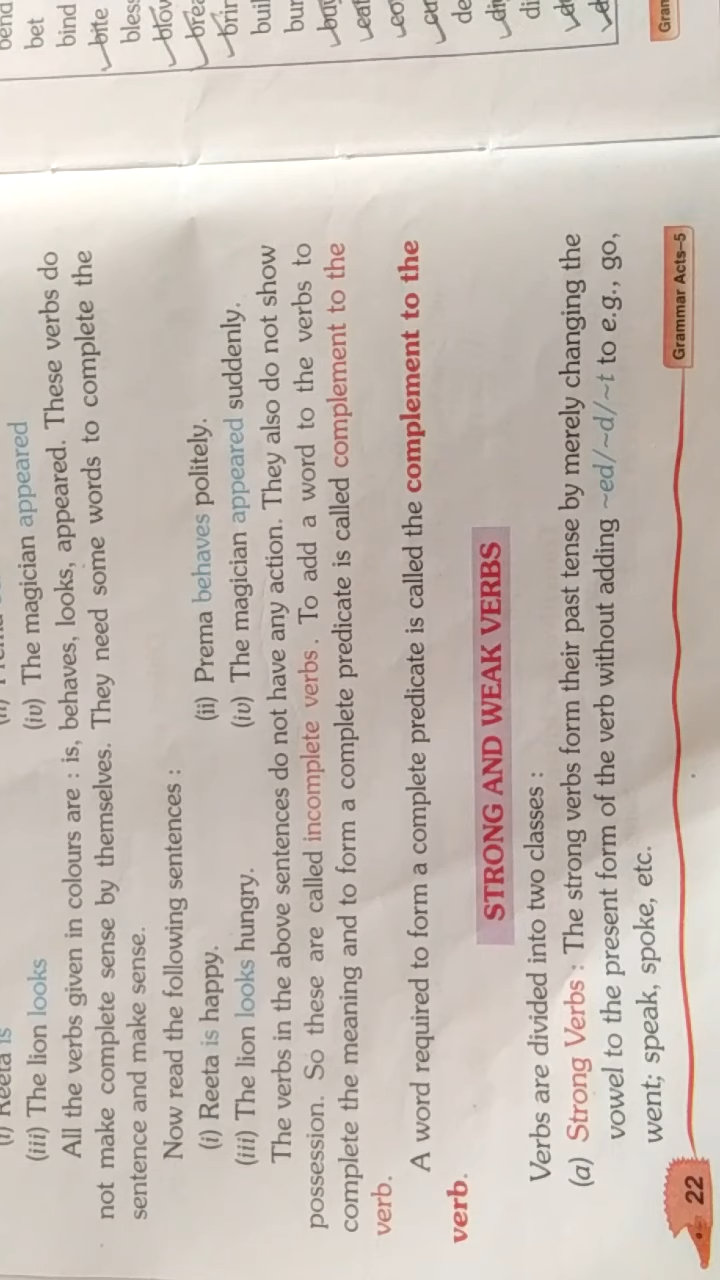 (i) Reeta is
(iii) The lion looks (iv) The magician appeared
All the verbs given in colours are : is, behaves, looks, appeared. These verbs do
not make complete sense by themselves. They need some words to complete the
sentence and make sense.
Now read the following sentences :
(i) Reeta is happy. (ii) Prema behaves politely.
(iii) The lion looks hungry. (iv) The magician appeared suddenly.
The verbs in the above sentences do not have any action. They also do not show
possession. So these are called incomplete verbs . To add a word to the verbs to
complete the meaning and to form a complete predicate is called complement to the
verb.
A word required to form a complete predicate is called the complement to the
verb.
STRONG AND WEAK VERBS
Verbs are divided into two classes :
(a) Strong Verbs : The strong verbs form their past tense by merely changing the
vowel to the present form of the verb without adding ~ed/~d/~t to e.g., go,
went; speak, spoke, etc.
22 Grammar Acts–5
bend
bet
bind
bite
bless